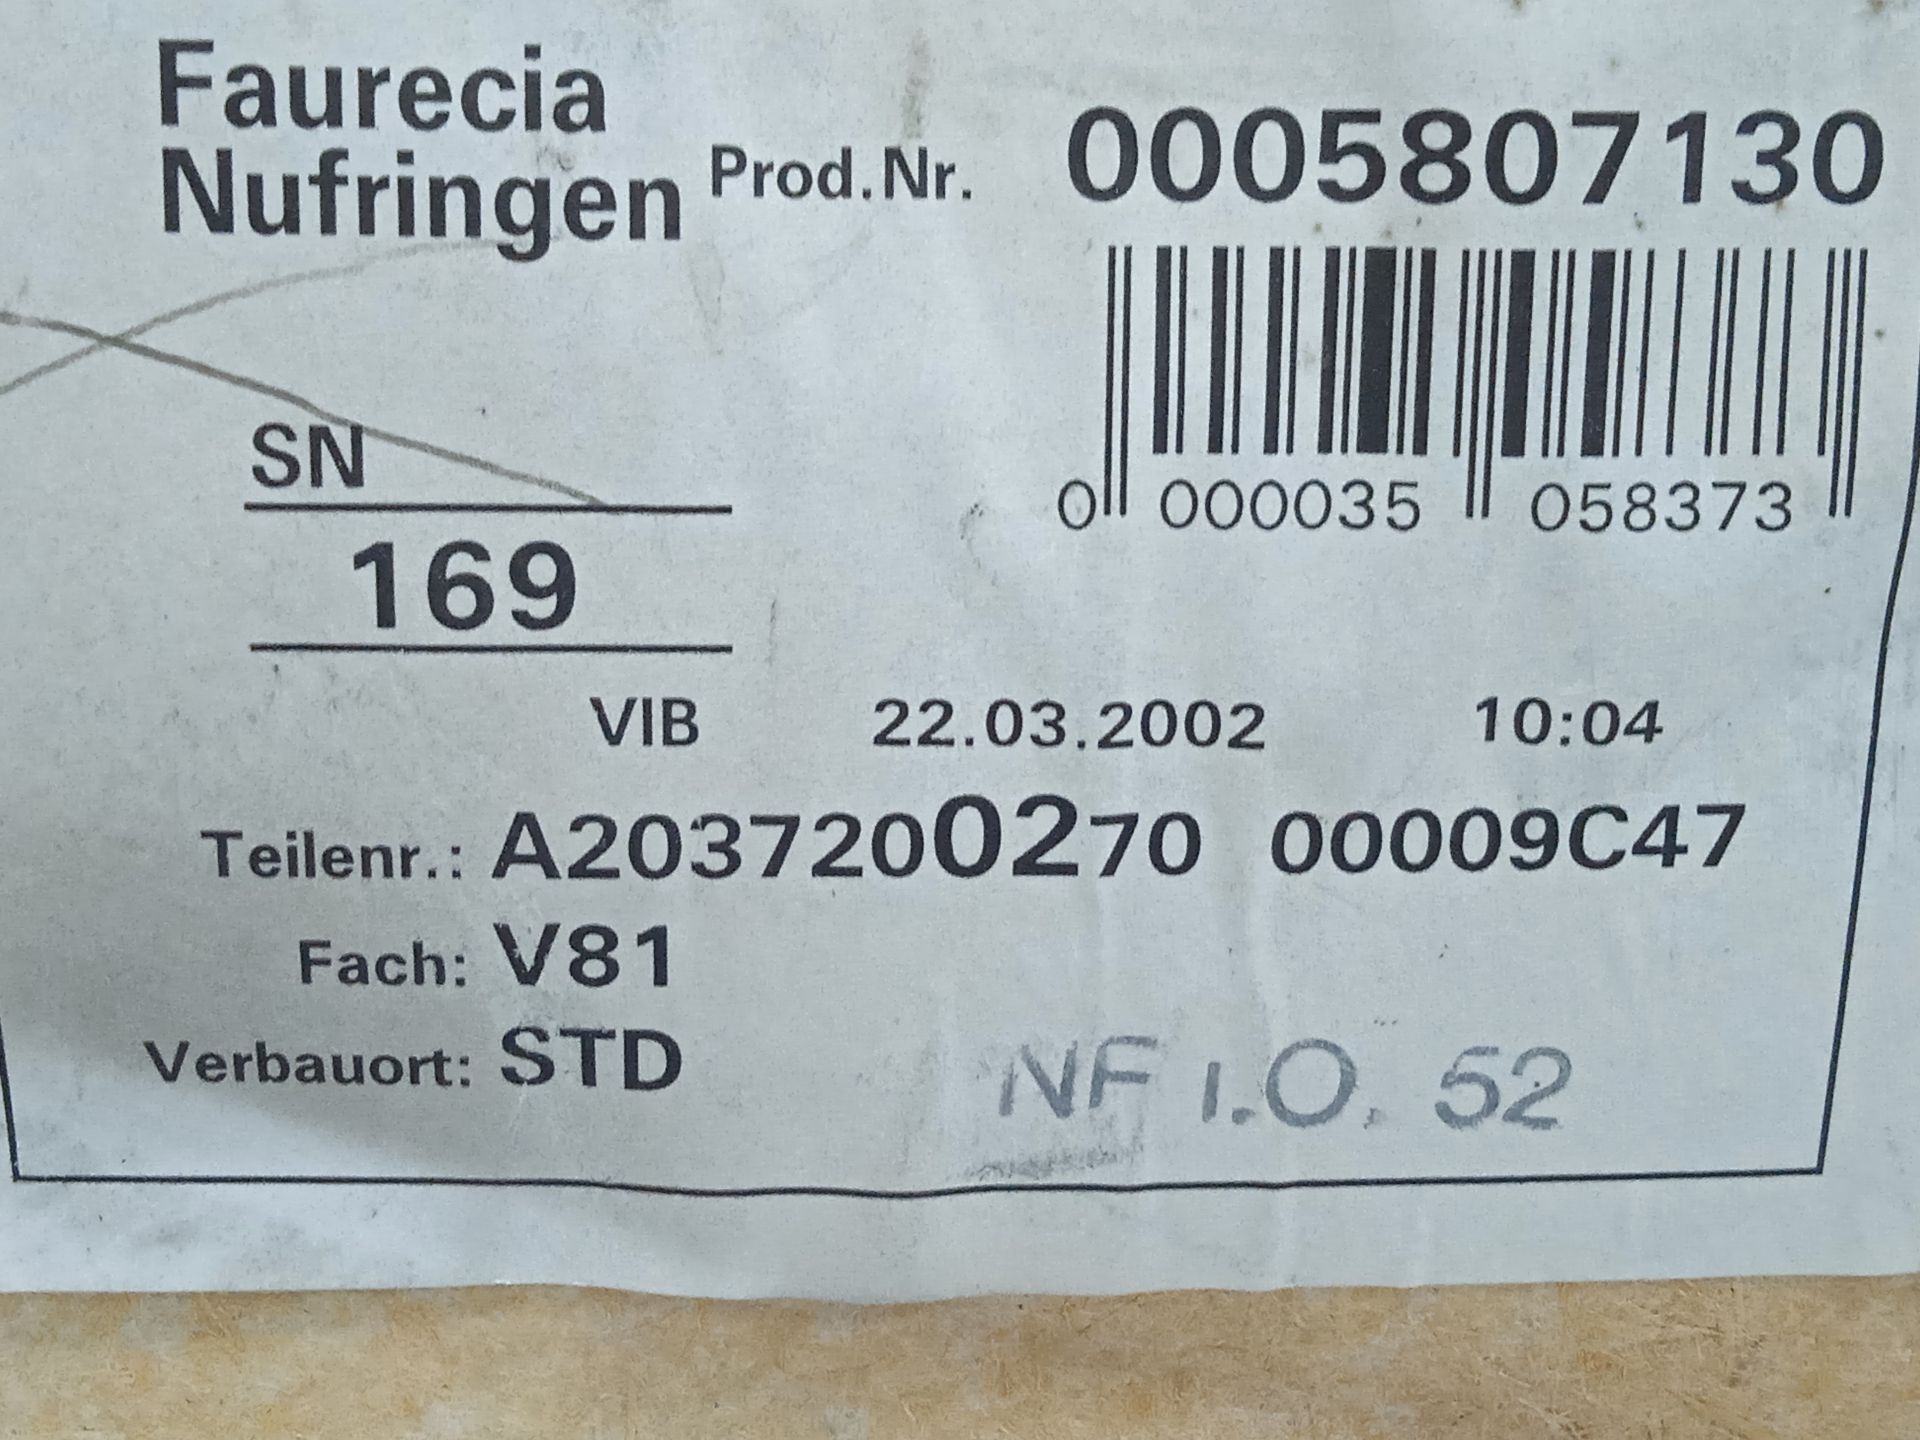 Faurecia
Nufringen Prod.Nr. 0005807130
0 000035 058373
SN
169
VIB 22.03.2002 10:04
Teilenr.: A2037200270 00009C47
Fach: V81
Verbauort: STD
NF i.O. 52